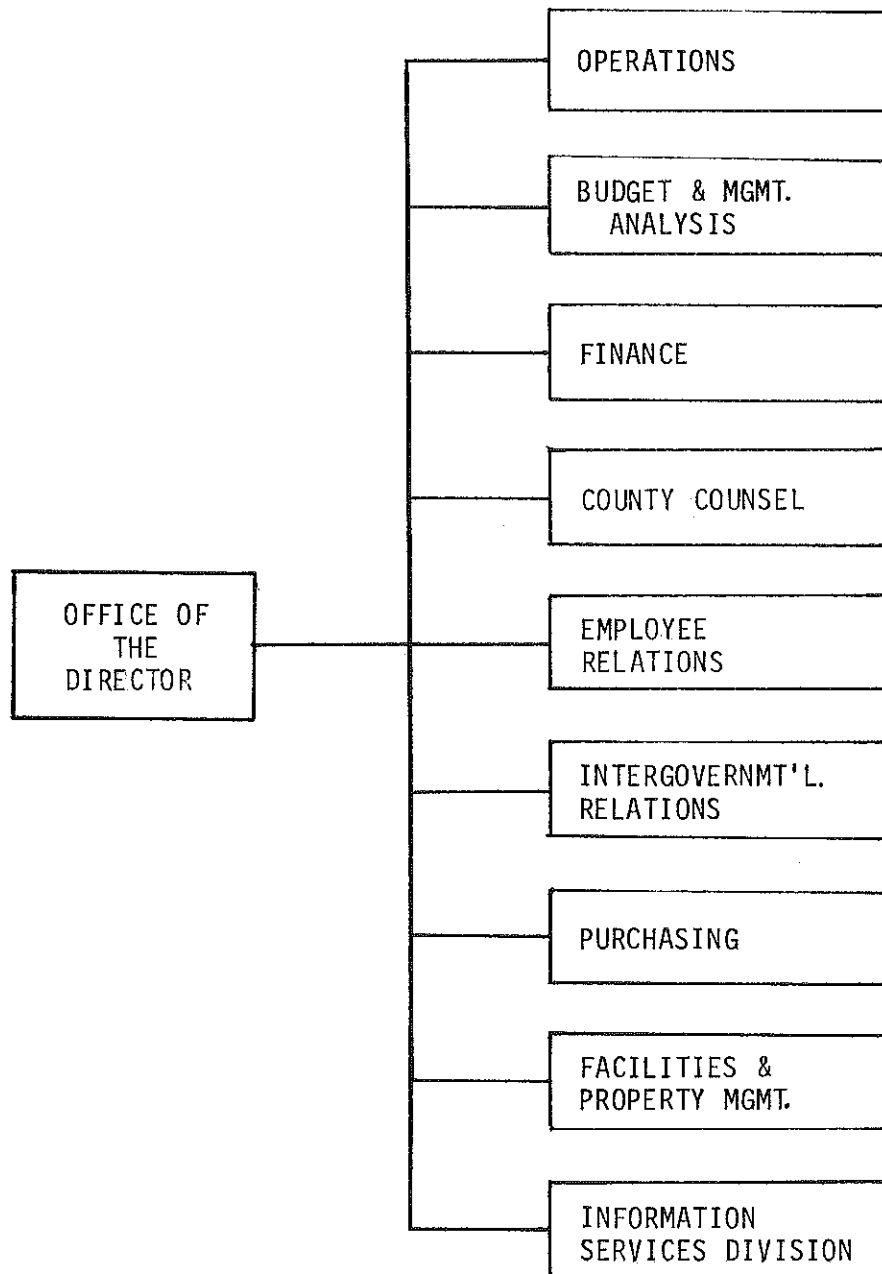 OPERATIONS
BUDGET & MGMT.
ANALYSIS
FINANCE
COUNTY COUNSEL
OFFICE OF
THE
DIRECTOR
EMPLOYEE
RELATIONS
INTERGOVERNMT'L.
RELATIONS
PURCHASING
FACILITIES &
PROPERTY MGMT.
INFORMATION
SERVICES DIVISION